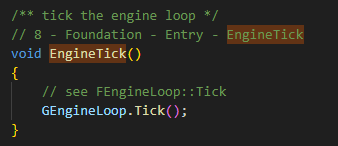 /** tick the engine loop */
// 8 - Foundation - Entry - EngineTick
void EngineTick()
{
// see FEngineLoop::Tick
GEngineLoop.Tick();
}